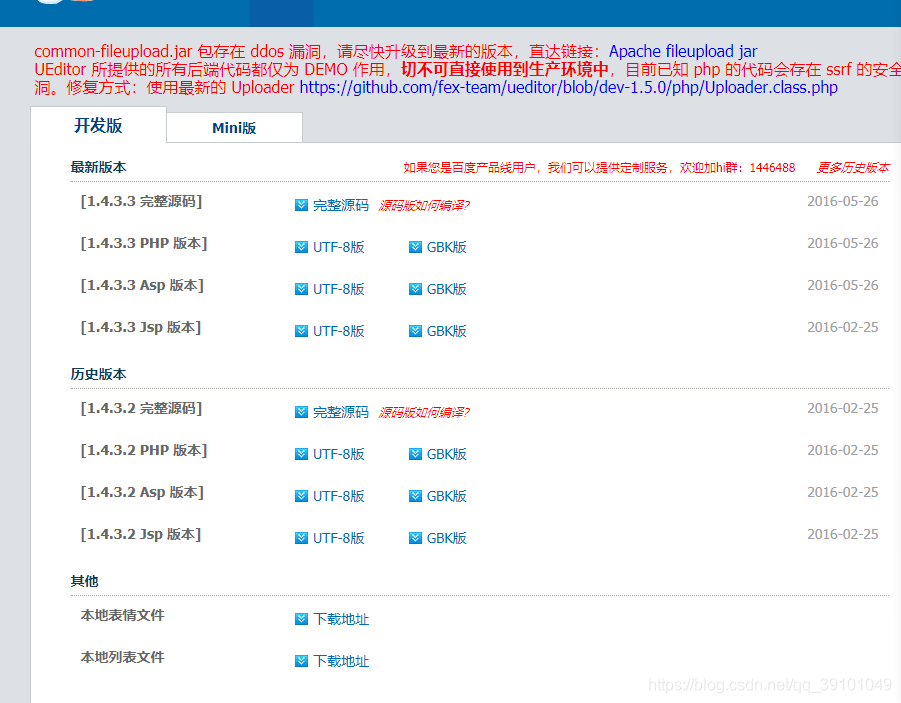 common-fileupload.jar 包存在 ddos 漏洞，请尽快升级到最新的版本，直达链接：Apache fileupload jar
UEditor 所提供的所有后端代码都仅为 DEMO 作用，切不可直接使用到生产环境中，目前已知 php 的代码会存在 ssrf 的安全
洞。修复方式：使用最新的 Uploader https://github.com/fex-team/ueditor/blob/dev-1.5.0/php/Uploader.class.php
开发版 Mini版
最新版本 如果您是百度产品线用户，我们可以提供定制服务，欢迎加hi群：1446488 更多历史版本
[1.4.3.3 完整源码] 完整源码 源码版如何编译? 2016-05-26
[1.4.3.3 PHP 版本] UTF-8版 GBK版 2016-05-26
[1.4.3.3 Asp 版本] UTF-8版 GBK版 2016-05-26
[1.4.3.3 Jsp 版本] UTF-8版 GBK版 2016-02-25
历史版本
[1.4.3.2 完整源码] 完整源码 源码版如何编译? 2016-02-25
[1.4.3.2 PHP 版本] UTF-8版 GBK版 2016-02-25
[1.4.3.2 Asp 版本] UTF-8版 GBK版 2016-02-25
[1.4.3.2 Jsp 版本] UTF-8版 GBK版 2016-02-25
其他
本地表情文件 下载地址
本地列表文件 下载地址
https://blog.csdn.net/qq_39101049